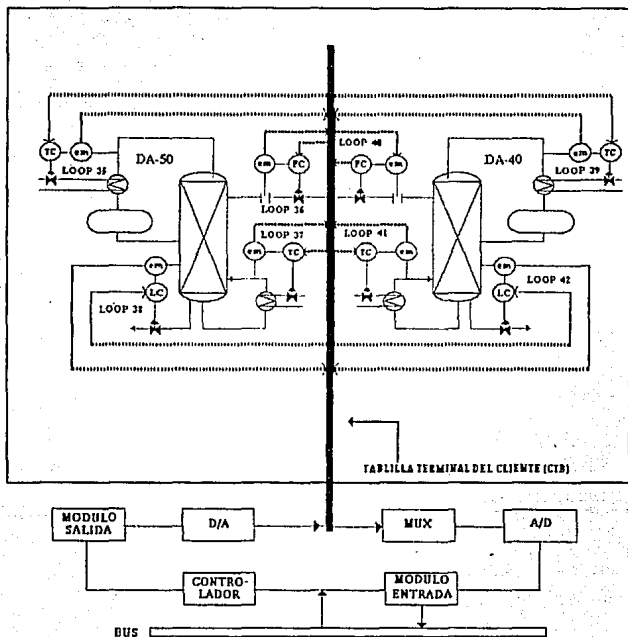 LOOP 40
TC
em
em
FC
FC
em
em
TC
DA-50
DA-40
LOOP 35
LOOP 39
LOOP 36
LOOP 37
LOOP 41
em
TC
TC
em
em
em
LC
LC
LOOP 38
LOOP 42
TABLILLA TERMINAL DEL CLIENTE (CTB)
MODULO
SALIDA
D/A
MUX
A/D
CONTRO-
LADOR
MODULO
ENTRADA
BUS